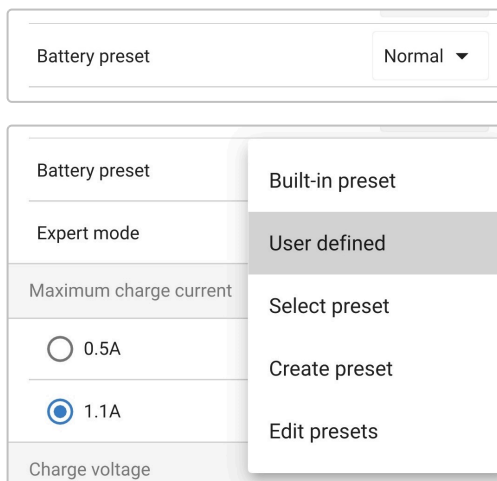 Battery preset Normal
Battery preset
Built-in preset
Expert mode
User defined
Maximum charge current
Select preset
0.5A
Create preset
1.1A
Edit presets
Charge voltage